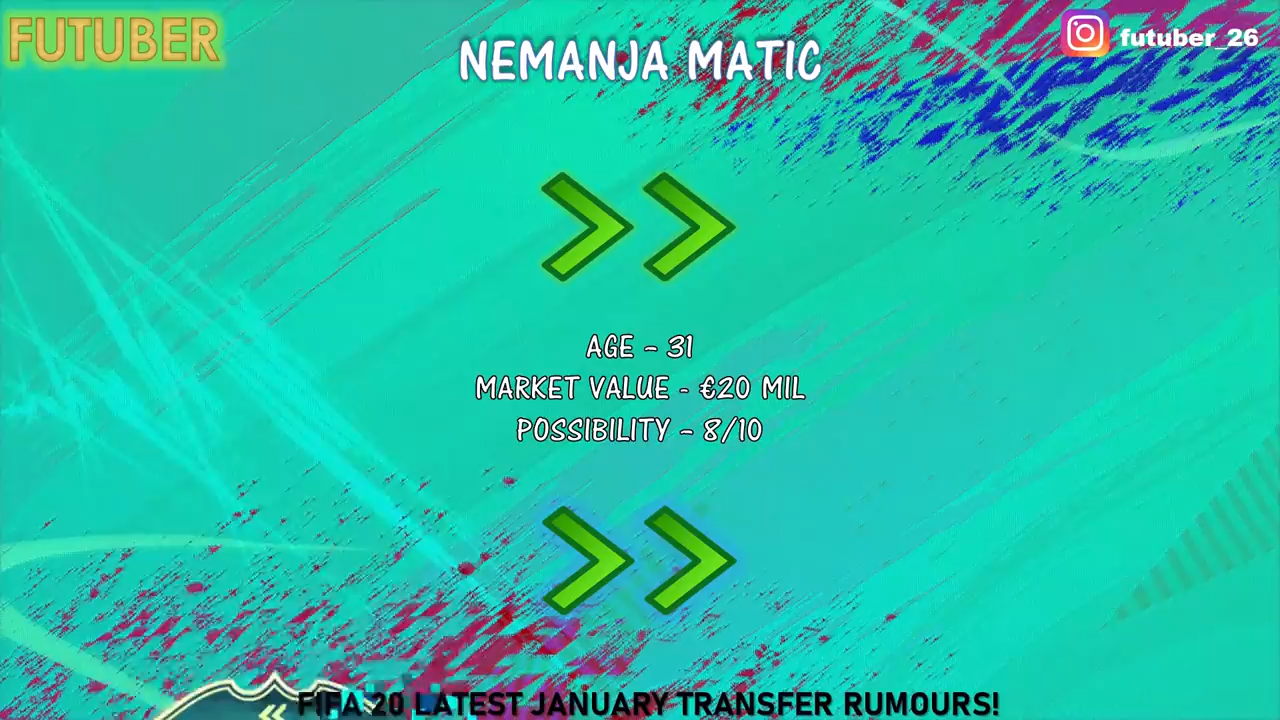 FUTUBER
futuber_26
NEMANJA MATIC
AGE - 31
MARKET VALUE - €20 MIL
POSSIBILITY - 8/10
FIFA 20 LATEST JANUARY TRANSFER RUMOURS!